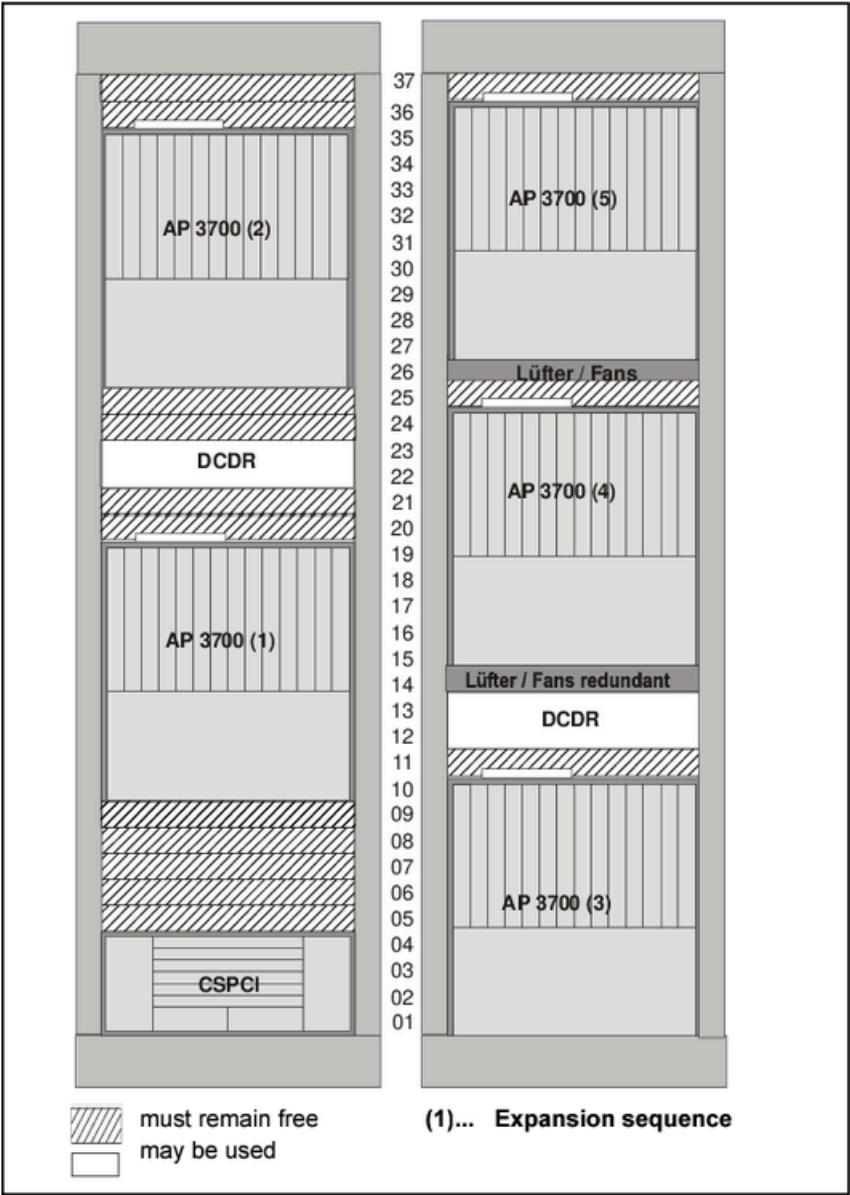 37
36
35
34
33
32
31
30
29
28
27
26
25
24
23
22
21
20
19
18
17
16
15
14
13
12
11
10
09
08
07
06
05
04
03
02
01
AP 3700 (2)
DCDR
AP 3700 (1)
CSPCI
AP 3700 (5)
Lüfter / Fans
AP 3700 (4)
Lüfter / Fans redundant
DCDR
AP 3700 (3)
must remain free
may be used
(1)... Expansion sequence